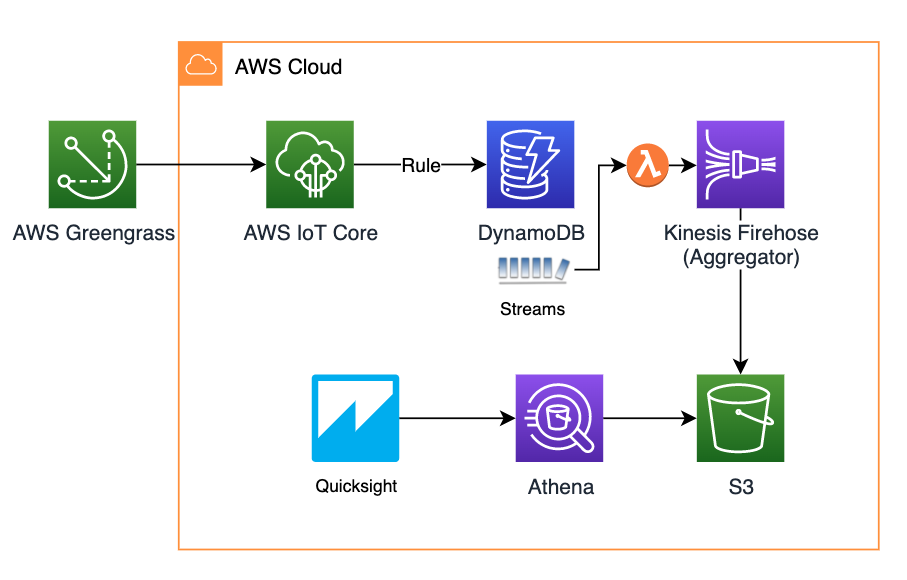 AWS Cloud
Rule
AWS Greengrass
AWS IoT Core
DynamoDB
Kinesis Firehose
(Aggregator)
Streams
Quicksight
Athena
S3